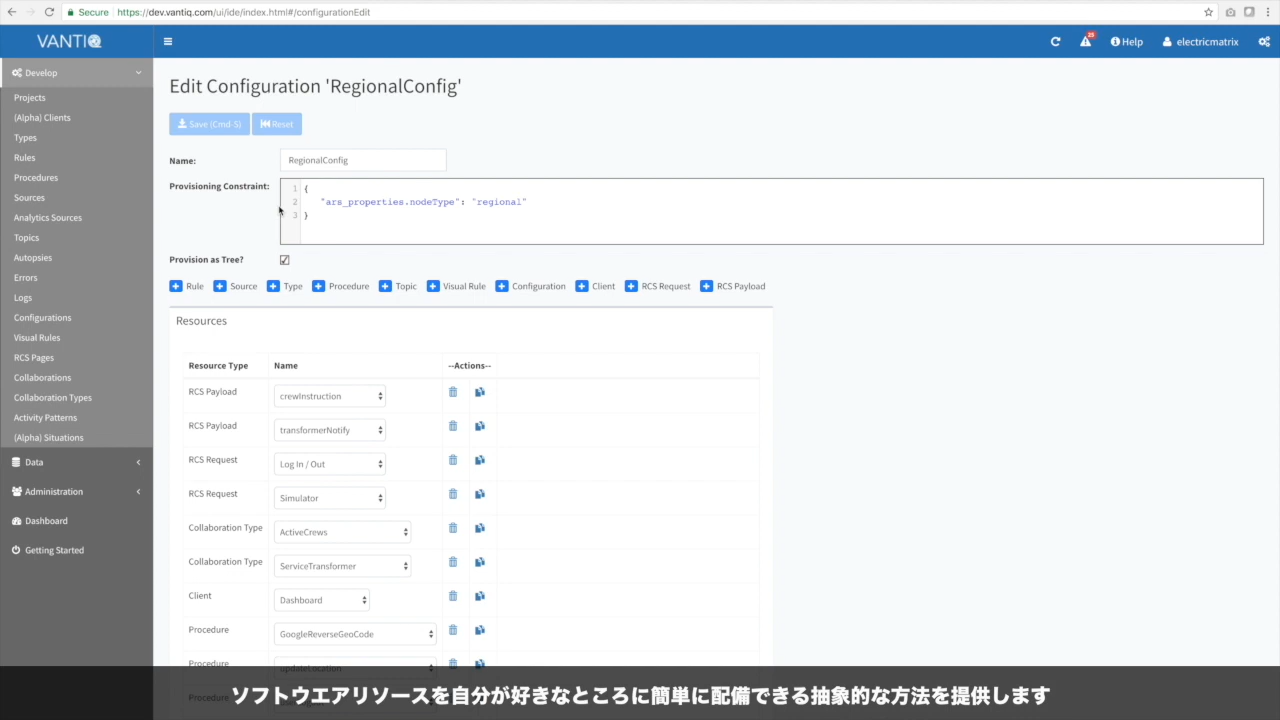 Secure
https://dev.vantiq.com/ui/ide/index.html#/configurationEdit
VANTIQ
25
Help
electricmatrix
Develop
Projects
(Alpha) Clients
Types
Rules
Procedures
Sources
Analytics Sources
Topics
Autopsies
Errors
Logs
Configurations
Visual Rules
RCS Pages
Collaborations
Collaboration Types
Activity Patterns
(Alpha) Situations
Data
Administration
Dashboard
Getting Started
Edit Configuration 'RegionalConfig'
Save (Cmd-S) Reset
Name: RegionalConfig
Provisioning Constraint:
1 {
2 "ars_properties.nodeType": "regional"
3 }
Provision as Tree?
Rule Source Type Procedure Topic Visual Rule Configuration Client RCS Request RCS Payload
Resources
Resource Type Name --Actions--
RCS Payload crewInstruction
RCS Payload transformerNotify
RCS Request Log In / Out
RCS Request Simulator
Collaboration Type ActiveCrews
Collaboration Type ServiceTransformer
Client Dashboard
Procedure GoogleReverseGeoCode
Procedure updateLocation
Procedure
ソフトウエアリソースを自分が好きなところに簡単に配備できる抽象的な方法を提供します